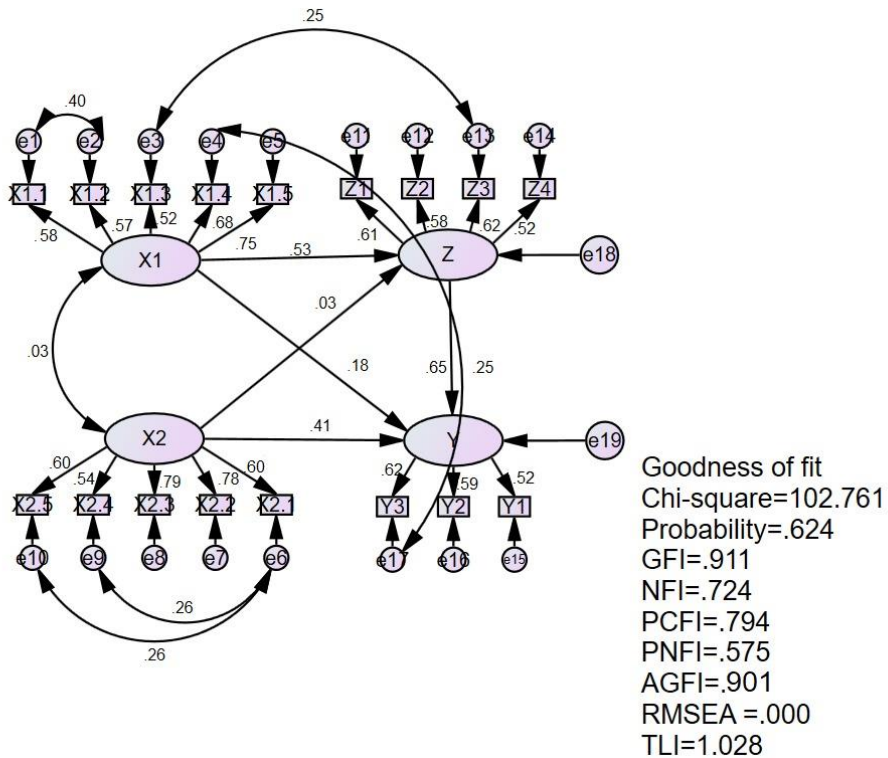 .25
.40
e1 e2 e3 e4 e5 e11 e12 e13 e14
X1.1 X1.2 X1.3 X1.4 X1.5 Z1 Z2 Z3 Z4
.58 .57 .52 .68 .75 .61 .58 .62 .52
X1 .53 Z e18
.03
.03 .18 .65 .25
X2 .41 Y e19
.60 .54 .79 .78 .60 .62 .59 .52
X2.5 X2.4 X2.3 X2.2 X2.1 Y3 Y2 Y1
e10 e9 e8 e7 e6 e17 e16 e15
.26
.26
Goodness of fit
Chi-square=102.761
Probability=.624
GFI=.911
NFI=.724
PCFI=.794
PNFI=.575
AGFI=.901
RMSEA =.000
TLI=1.028